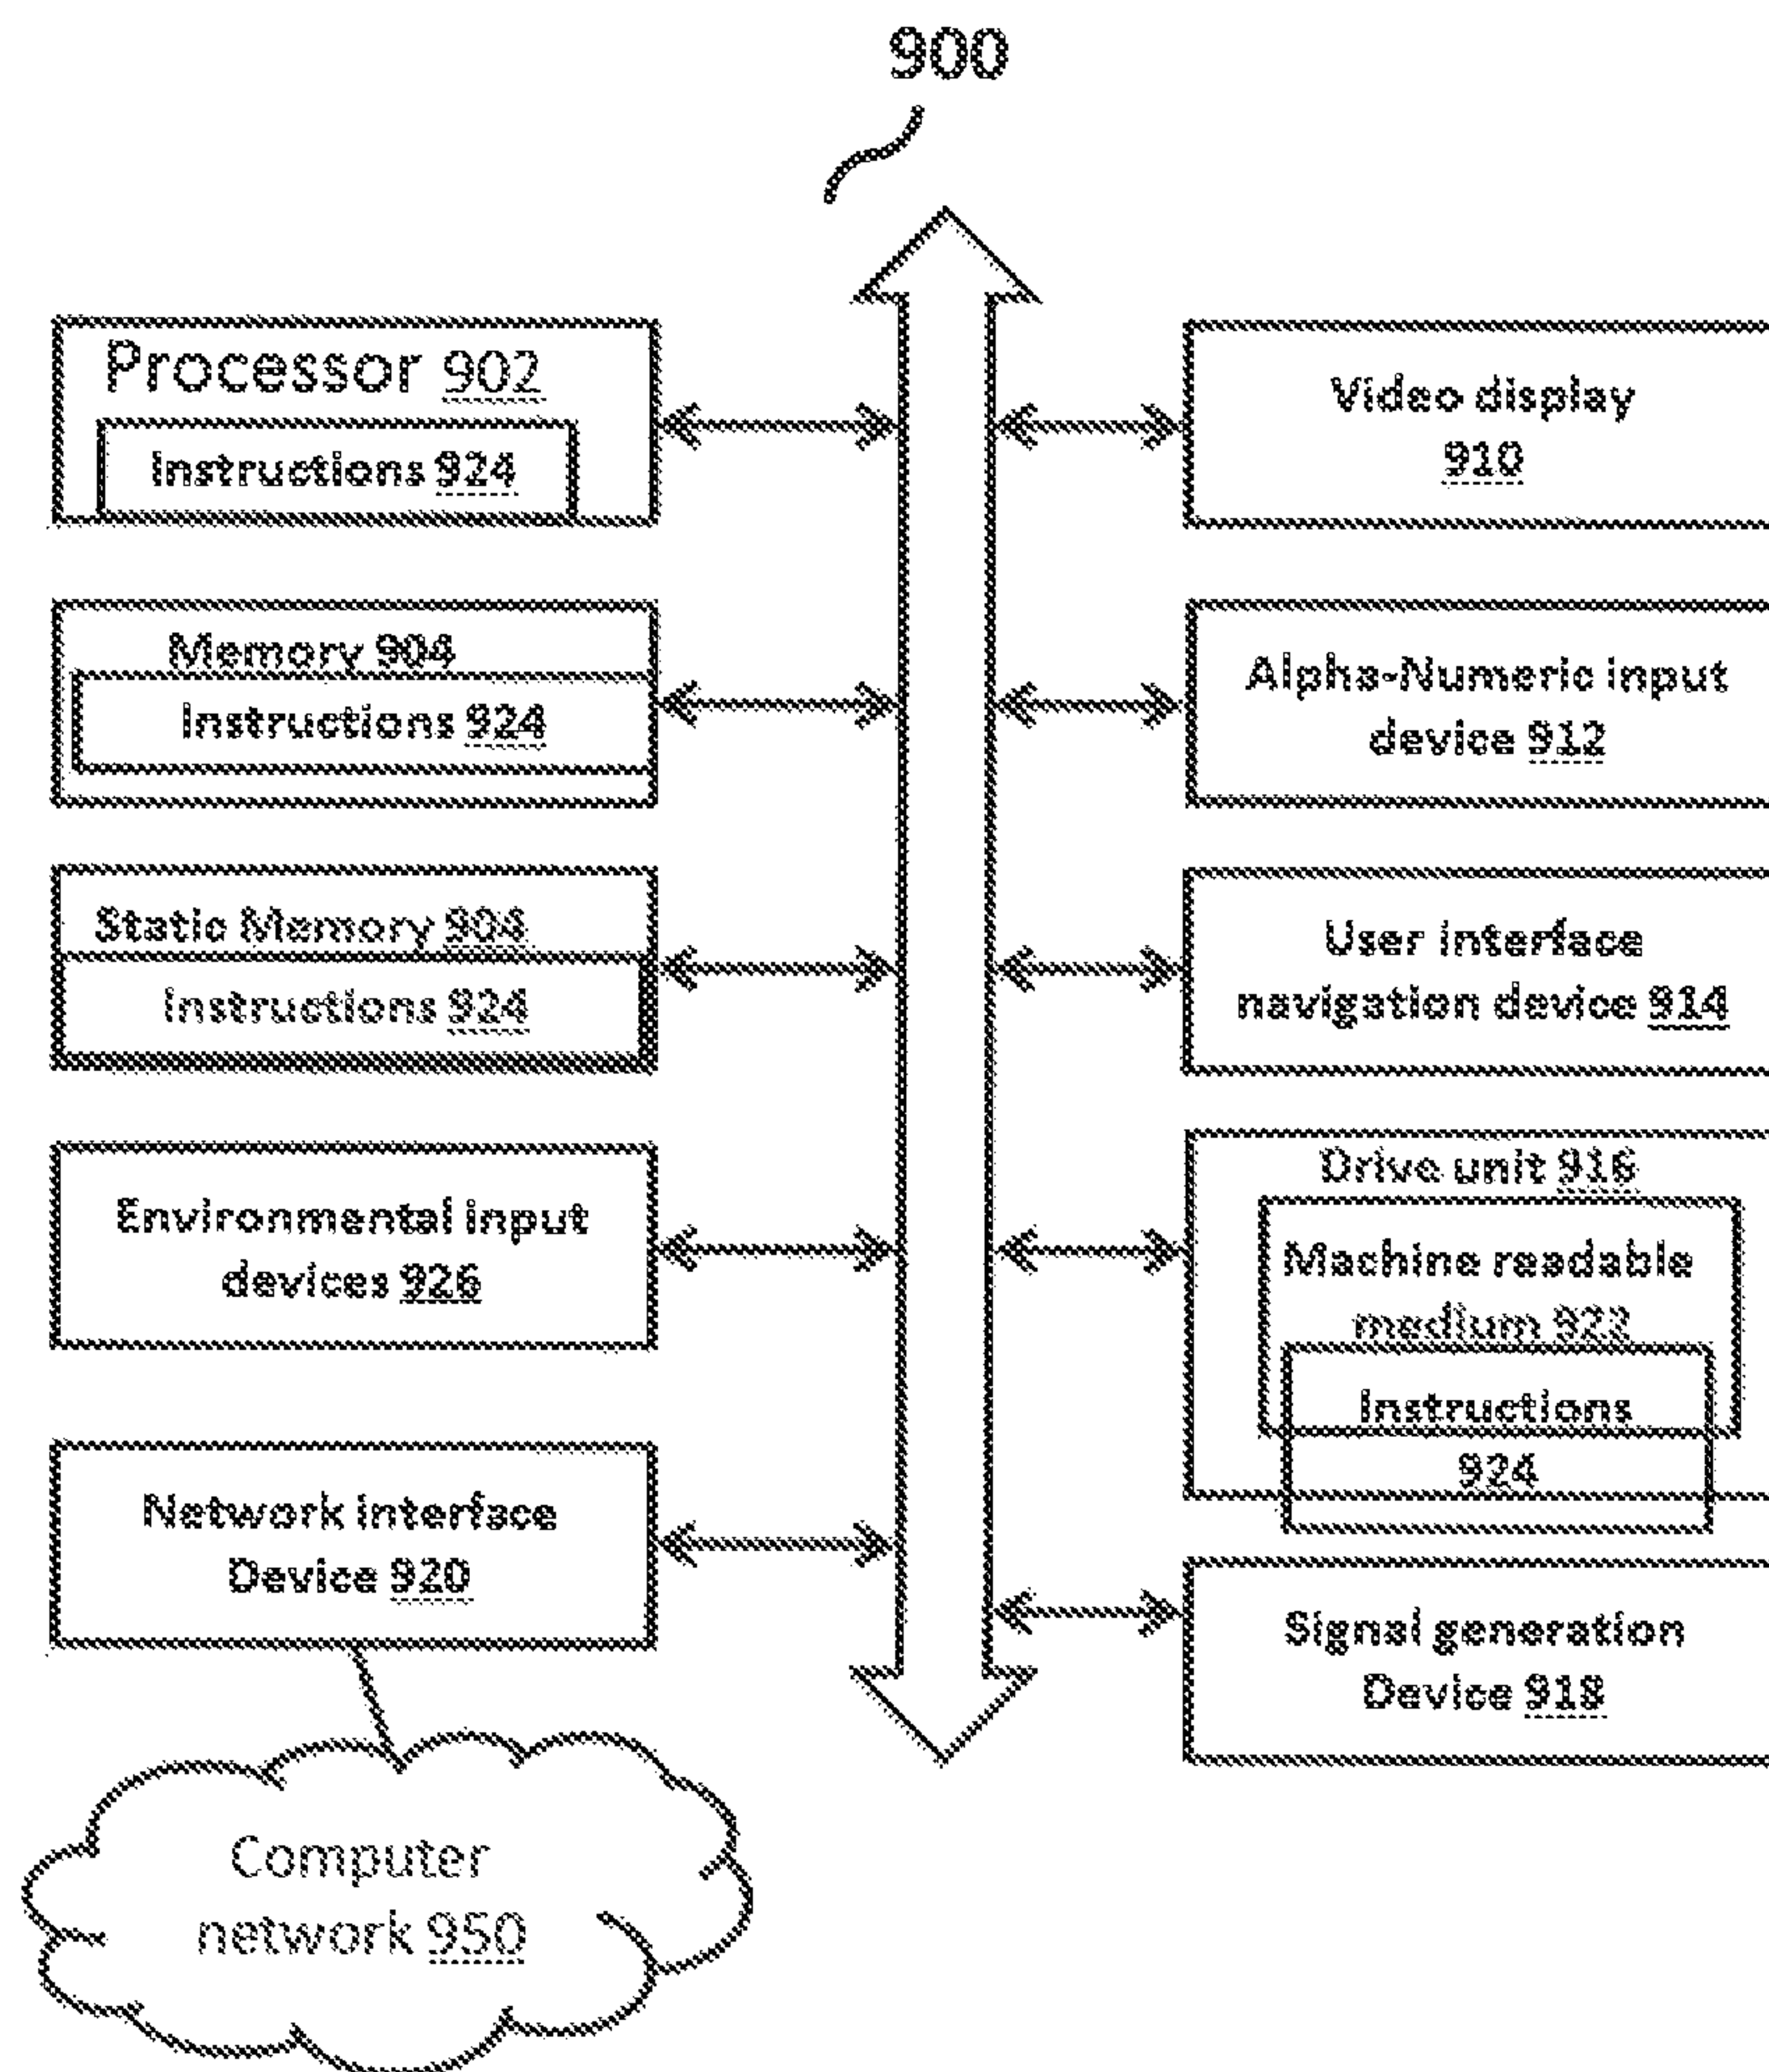 900
Processor 902
Instructions 924
Memory 904
Instructions 924
Static Memory 904
Instructions 924
Environmental input
devices 926
Network interface
Device 920
Computer
network 950
Video display
910
Alpha-Numeric input
device 912
User interface
navigation device 914
Drive unit 916
Machine readable
medium 922
Instructions
924
Signal generation
Device 918